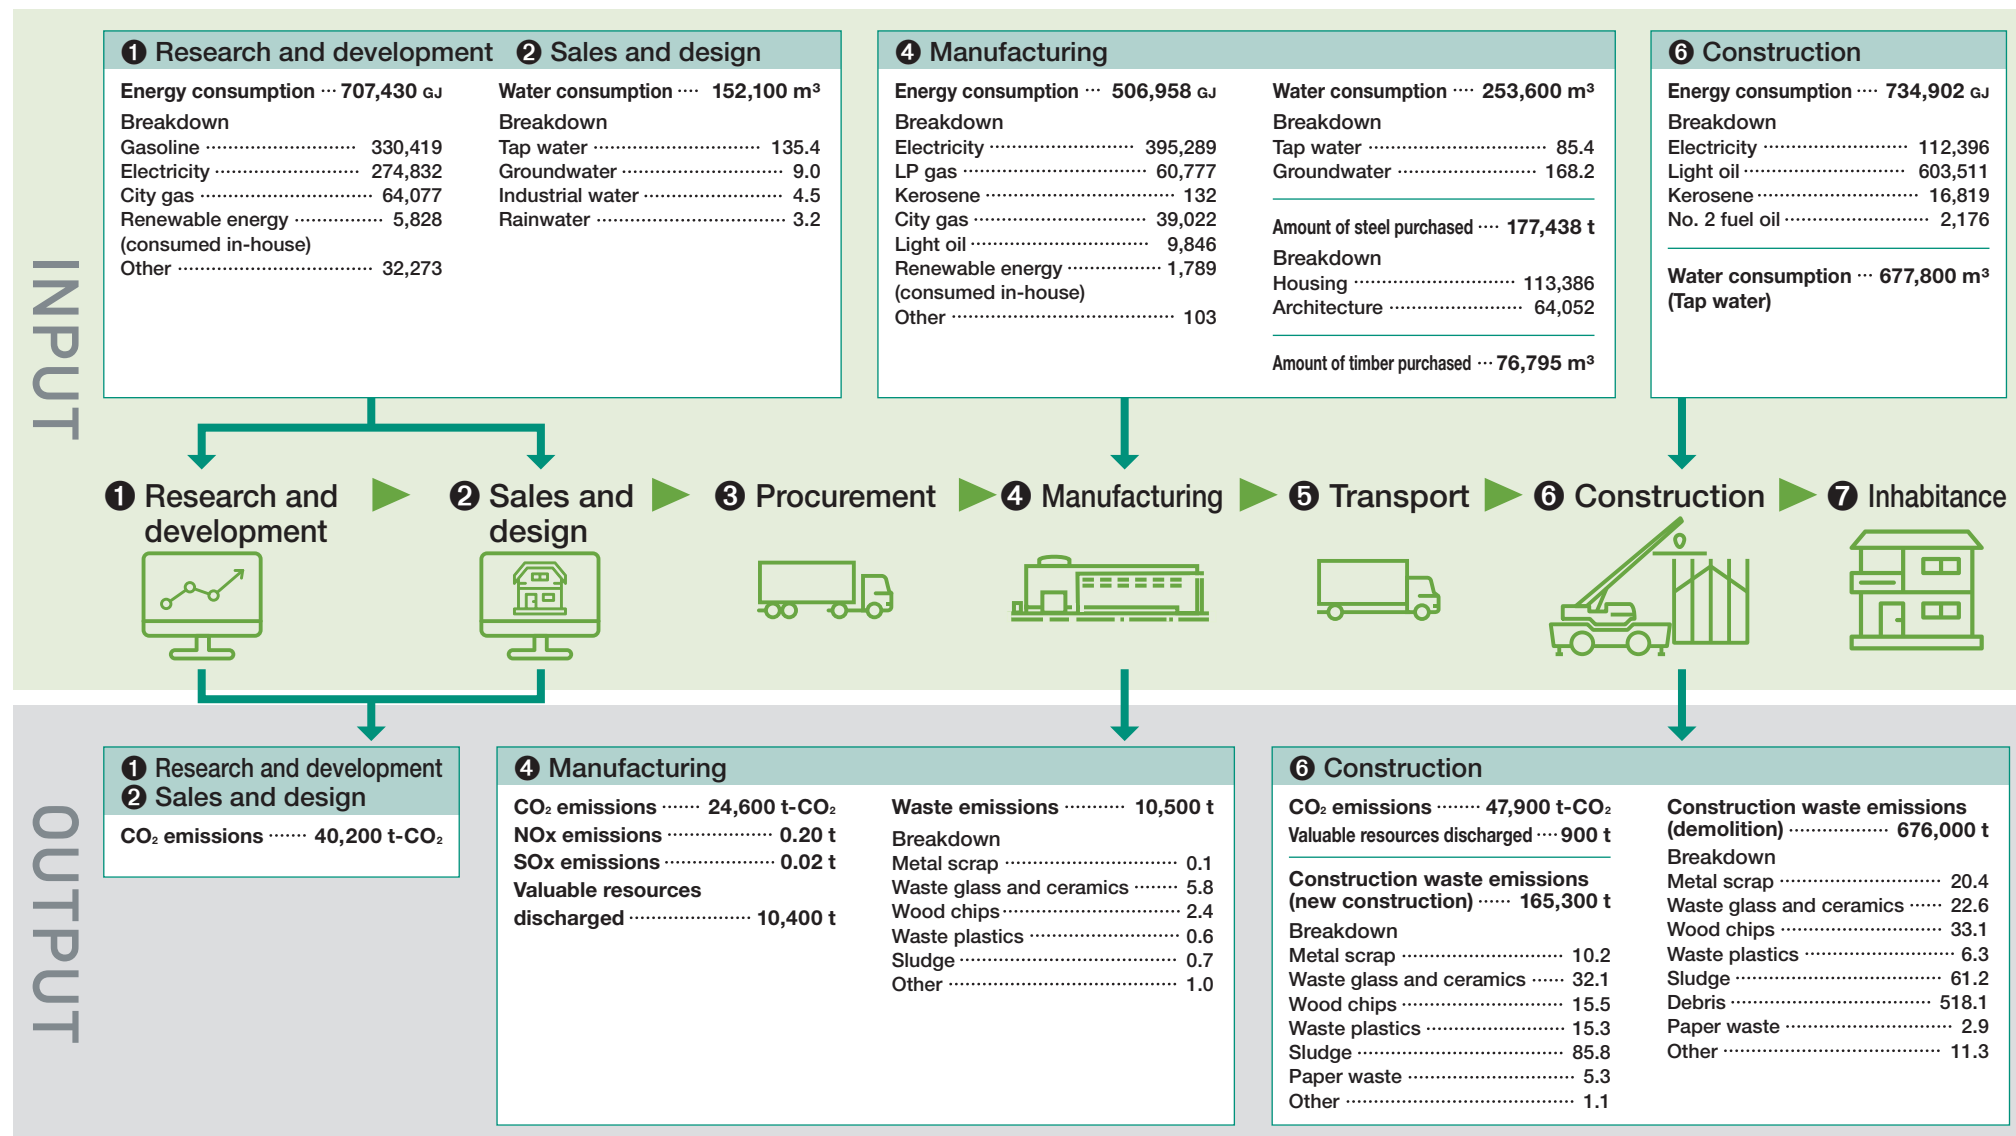 INPUT
❶ Research and development ❷ Sales and design
Energy consumption ··· 707,430 GJ
Breakdown
Gasoline ··· 330,419
Electricity ··· 274,832
City gas ··· 64,077
Renewable energy ··· 5,828
(consumed in-house)
Other ··· 32,273
Water consumption ···· 152,100 m³
Breakdown
Tap water ··· 135.4
Groundwater ··· 9.0
Industrial water ··· 4.5
Rainwater ··· 3.2
❹ Manufacturing
Energy consumption ··· 506,958 GJ
Breakdown
Electricity ··· 395,289
LP gas ··· 60,777
Kerosene ··· 132
City gas ··· 39,022
Light oil ··· 9,846
Renewable energy ··· 1,789
(consumed in-house)
Other ··· 103
Water consumption ···· 253,600 m³
Breakdown
Tap water ··· 85.4
Groundwater ··· 168.2
Amount of steel purchased ···· 177,438 t
Breakdown
Housing ··· 113,386
Architecture ··· 64,052
Amount of timber purchased ··· 76,795 m³
❻ Construction
Energy consumption ···· 734,902 GJ
Breakdown
Electricity ··· 112,396
Light oil ··· 603,511
Kerosene ··· 16,819
No. 2 fuel oil ··· 2,176
Water consumption ··· 677,800 m³
(Tap water)
❶ Research and
development
❷ Sales and
design
❸ Procurement
❹ Manufacturing
❺ Transport
❻ Construction
❼ Inhabitance
OUTPUT
❶ Research and development
❷ Sales and design
CO₂ emissions ······· 40,200 t-CO₂
❹ Manufacturing
CO₂ emissions ······· 24,600 t-CO₂
NOx emissions ··· 0.20 t
SOx emissions ··· 0.02 t
Valuable resources
discharged ··· 10,400 t
Waste emissions ··· 10,500 t
Breakdown
Metal scrap ··· 0.1
Waste glass and ceramics ········ 5.8
Wood chips ··· 2.4
Waste plastics ··· 0.6
Sludge ··· 0.7
Other ··· 1.0
❻ Construction
CO₂ emissions ········ 47,900 t-CO₂
Valuable resources discharged ···· 900 t
Construction waste emissions
(new construction) ······ 165,300 t
Breakdown
Metal scrap ··· 10.2
Waste glass and ceramics ······ 32.1
Wood chips ··· 15.5
Waste plastics ··· 15.3
Sludge ··· 85.8
Paper waste ··· 5.3
Other ··· 1.1
Construction waste emissions
(demolition) ··· 676,000 t
Breakdown
Metal scrap ··· 20.4
Waste glass and ceramics ······ 22.6
Wood chips ··· 33.1
Waste plastics ··· 6.3
Sludge ··· 61.2
Debris ··· 518.1
Paper waste ··· 2.9
Other ··· 11.3